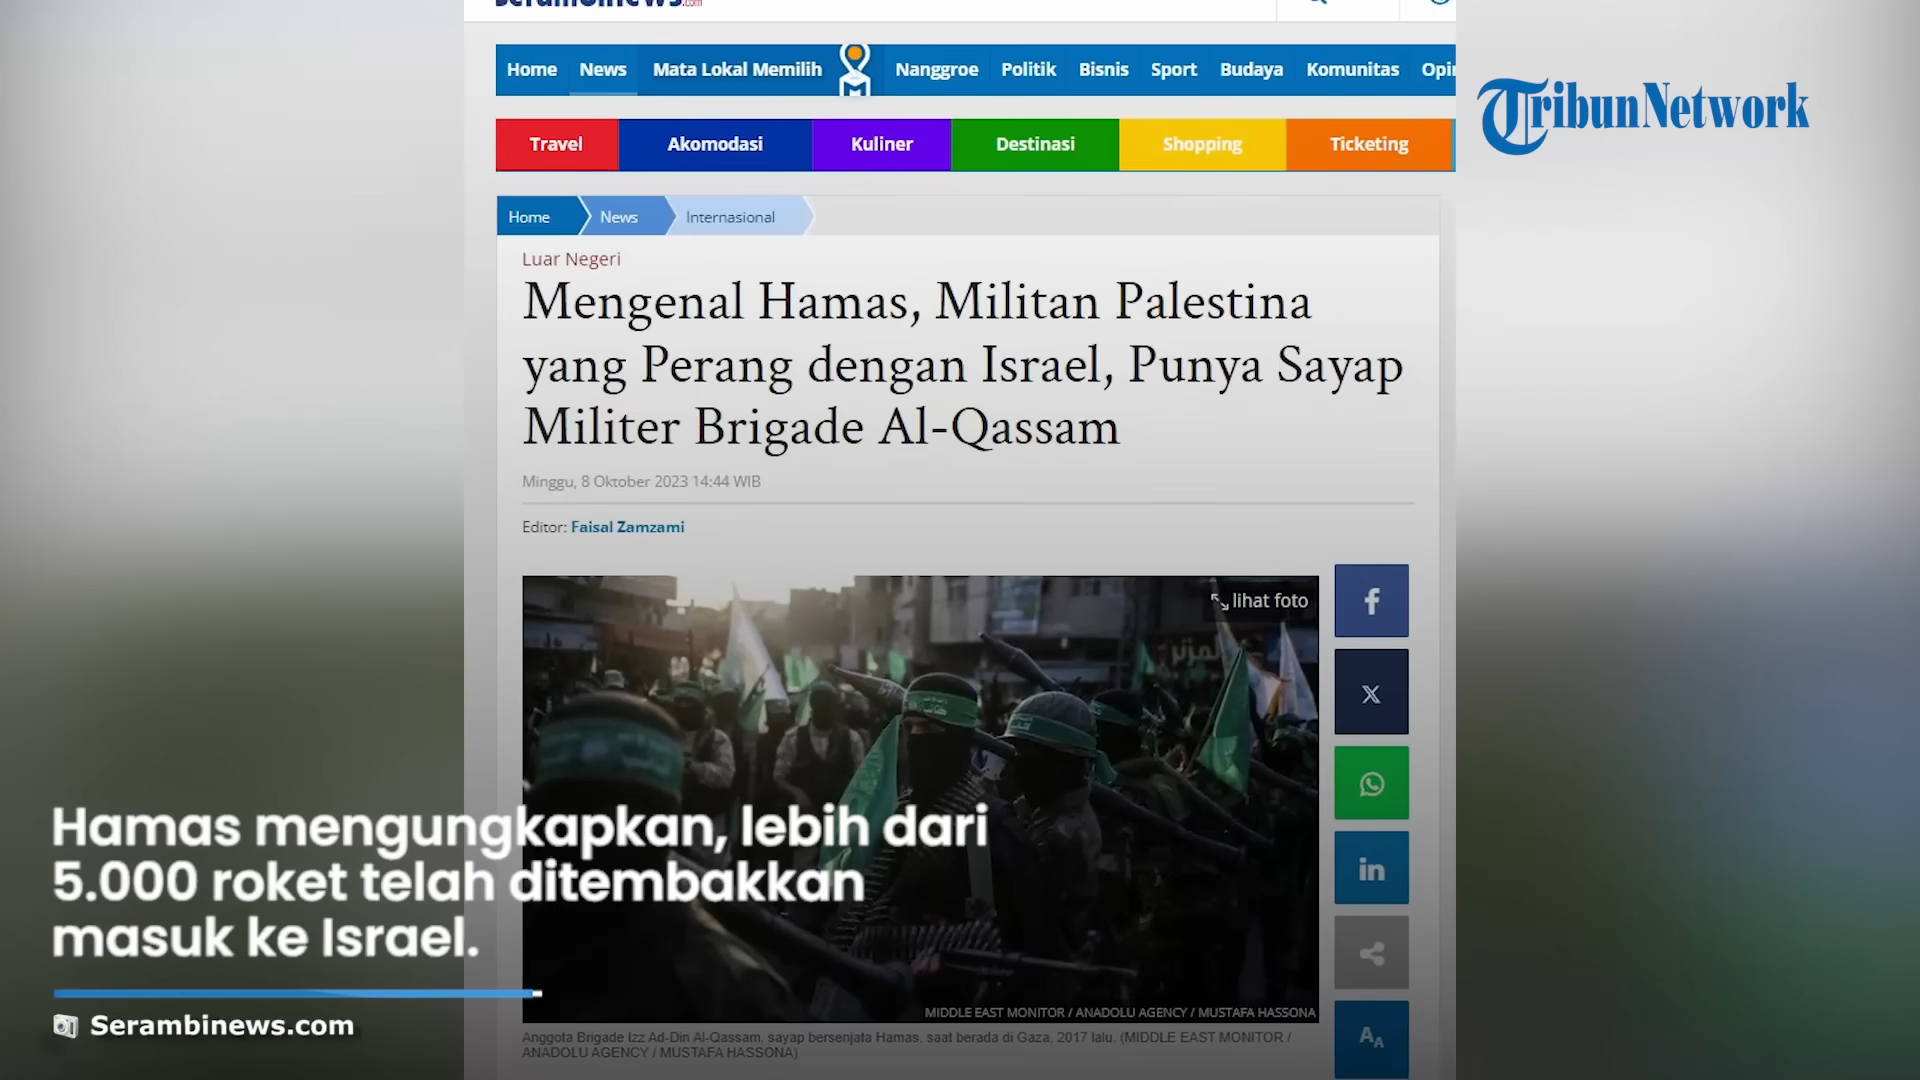 Serambinews.com
Home News Mata Lokal Memilih Nanggroe Politik Bisnis Sport Budaya Komunitas Opi
TribunNetwork
Travel Akomodasi Kuliner Destinasi Shopping Ticketing
Home News Internasional
Luar Negeri
Mengenal Hamas, Militan Palestina
yang Perang dengan Israel, Punya Sayap
Militer Brigade Al-Qassam
Minggu, 8 Oktober 2023 14:44 WIB
Editor: Faisal Zamzami
lihat foto
Hamas mengungkapkan, lebih dari
5.000 roket telah ditembakkan
masuk ke Israel.
Serambinews.com
MIDDLE EAST MONITOR / ANADOLU AGENCY / MUSTAFA HASSONA
Anggota Brigade Izz Ad-Din Al-Qassam, sayap bersenjata Hamas, saat berada di Gaza, 2017 lalu. (MIDDLE EAST MONITOR /
ANADOLU AGENCY / MUSTAFA HASSONA)